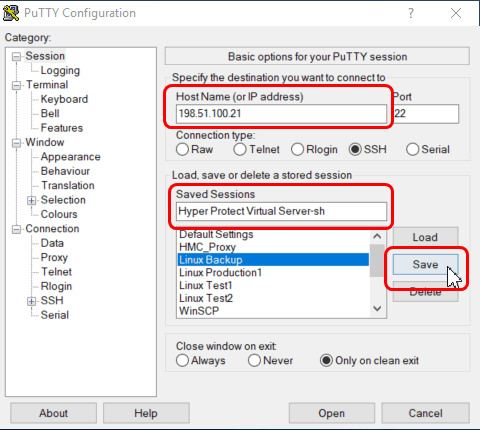 PuTTY Configuration
?
Category:
Session
Logging
Terminal
Keyboard
Bell
Features
Window
Appearance
Behaviour
Translation
Selection
Colours
Connection
Data
Proxy
Telnet
Rlogin
SSH
Serial
Basic options for your PuTTY session
Specify the destination you want to connect to
Host Name (or IP address) Port
198.51.100.21 22
Connection type:
Raw Telnet Rlogin SSH Serial
Load, save or delete a stored session
Saved Sessions
Hyper Protect Virtual Server-sh
Default Settings
HMC_Proxy
Linux Backup
Linux Production1
Linux Test1
Linux Test2
WinSCP
Load
Save
Delete
Close window on exit:
Always Never Only on clean exit
About Help Open Cancel